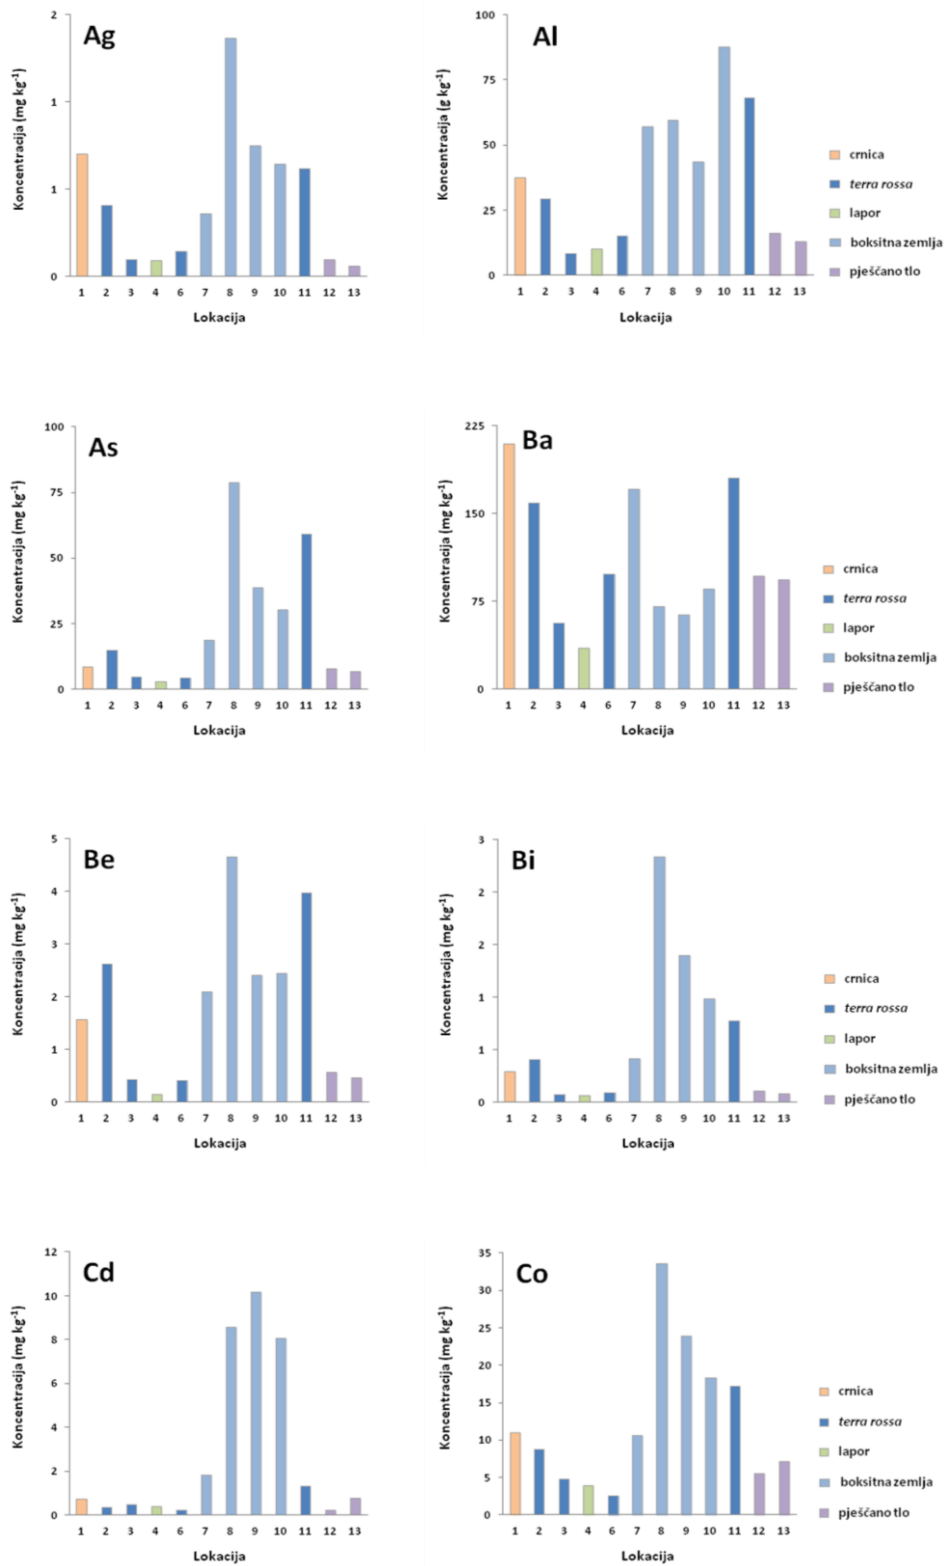 Ag
Koncentracija (mg kg-1)
2
1
1
0
1 2 3 4 6 7 8 9 10 11 12 13
Lokacija
Al
Koncentracija (g kg-1)
100
75
50
25
0
1 2 3 4 6 7 8 9 10 11 12 13
Lokacija
crnica
terra rossa
lapor
boksitna zemlja
pješčano tlo
As
Koncentracija (mg kg-1)
100
75
50
25
0
1 2 3 4 6 7 8 9 10 11 12 13
Lokacija
Ba
Koncentracija (mg kg-1)
225
150
75
0
1 2 3 4 6 7 8 9 10 11 12 13
Lokacija
crnica
terra rossa
lapor
boksitna zemlja
pješčano tlo
Be
Koncentracija (mg kg-1)
5
4
3
2
1
0
1 2 3 4 6 7 8 9 10 11 12 13
Lokacija
Bi
Koncentracija (mg kg-1)
3
2
2
1
1
0
1 2 3 4 6 7 8 9 10 11 12 13
Lokacija
crnica
terra rossa
lapor
boksitna zemlja
pješčano tlo
Cd
Koncentracija (mg kg-1)
12
10
8
6
4
2
0
1 2 3 4 6 7 8 9 10 11 12 13
Lokacija
Co
Koncentracija (mg kg-1)
35
30
25
20
15
10
5
0
1 2 3 4 6 7 8 9 10 11 12 13
Lokacija
crnica
terra rossa
lapor
boksitna zemlja
pješčano tlo